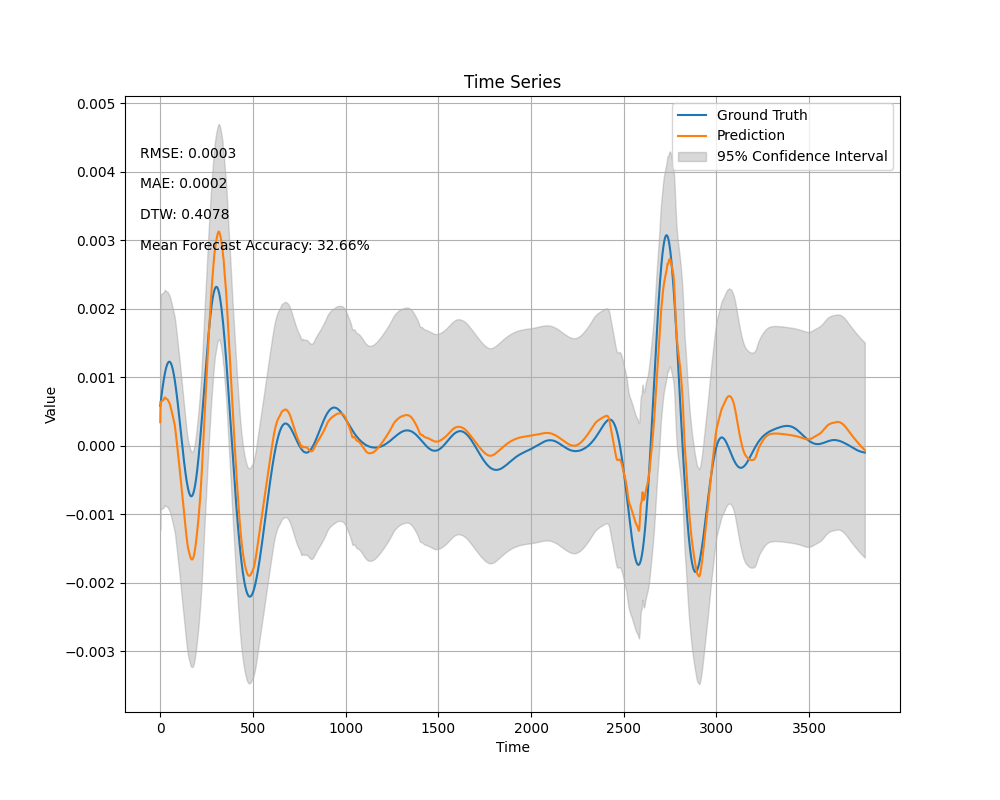 Time Series
Ground Truth
Prediction
95% Confidence Interval
RMSE: 0.0003
MAE: 0.0002
DTW: 0.4078
Mean Forecast Accuracy: 32.66%
Value
0.005
0.004
0.003
0.002
0.001
0.000
−0.001
−0.002
−0.003
0 500 1000 1500 2000 2500 3000 3500
Time